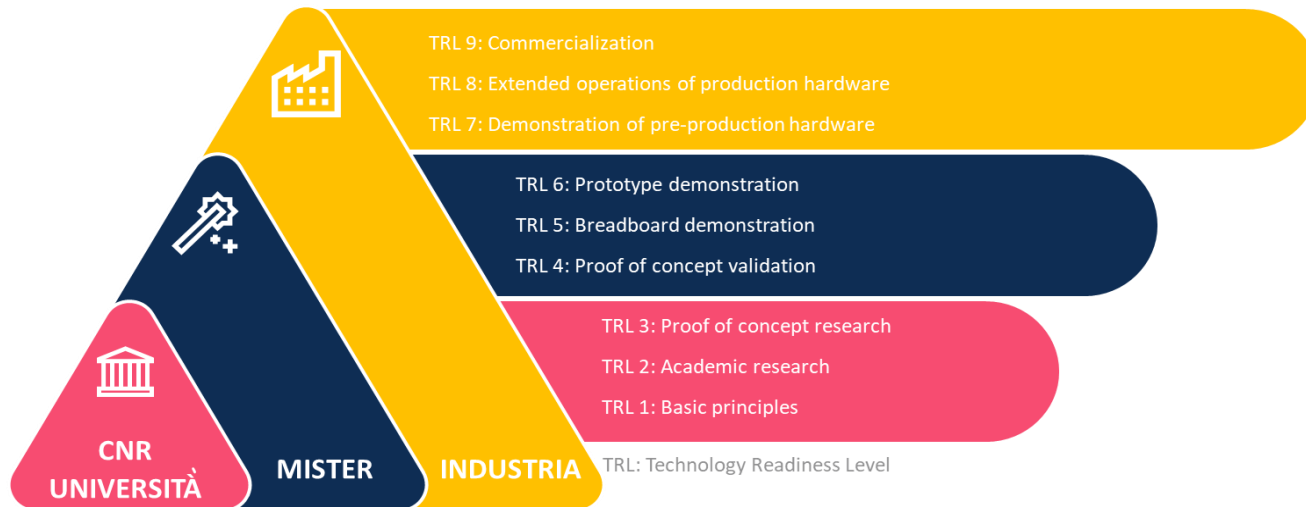 TRL 9: Commercialization
TRL 8: Extended operations of production hardware
TRL 7: Demonstration of pre-production hardware
TRL 6: Prototype demonstration
TRL 5: Breadboard demonstration
TRL 4: Proof of concept validation
TRL 3: Proof of concept research
TRL 2: Academic research
TRL 1: Basic principles
CNR
UNIVERSITÀ
MISTER
INDUSTRIA
TRL: Technology Readiness Level